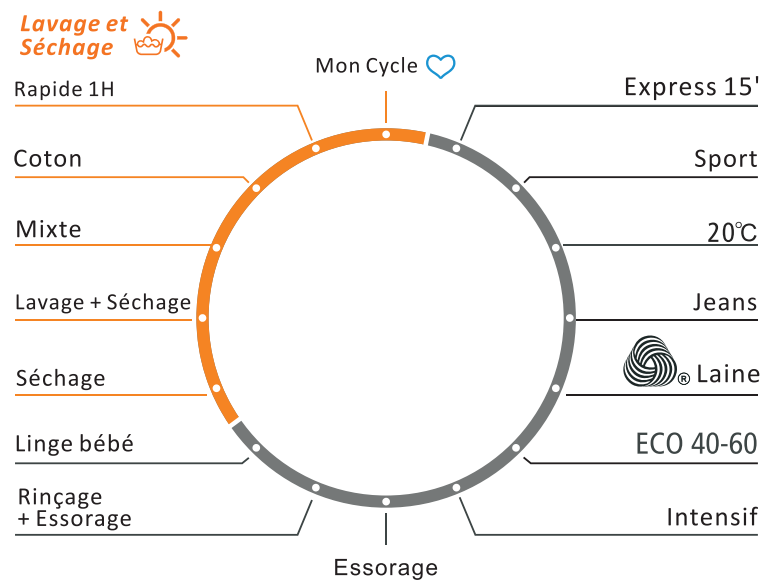 Lavage et
Séchage
Mon Cycle
Rapide 1H
Express 15'
Coton
Sport
Mixte
20℃
Lavage + Séchage
Jeans
Séchage
® Laine
Linge bébé
ECO 40-60
Rinçage
+ Essorage
Intensif
Essorage